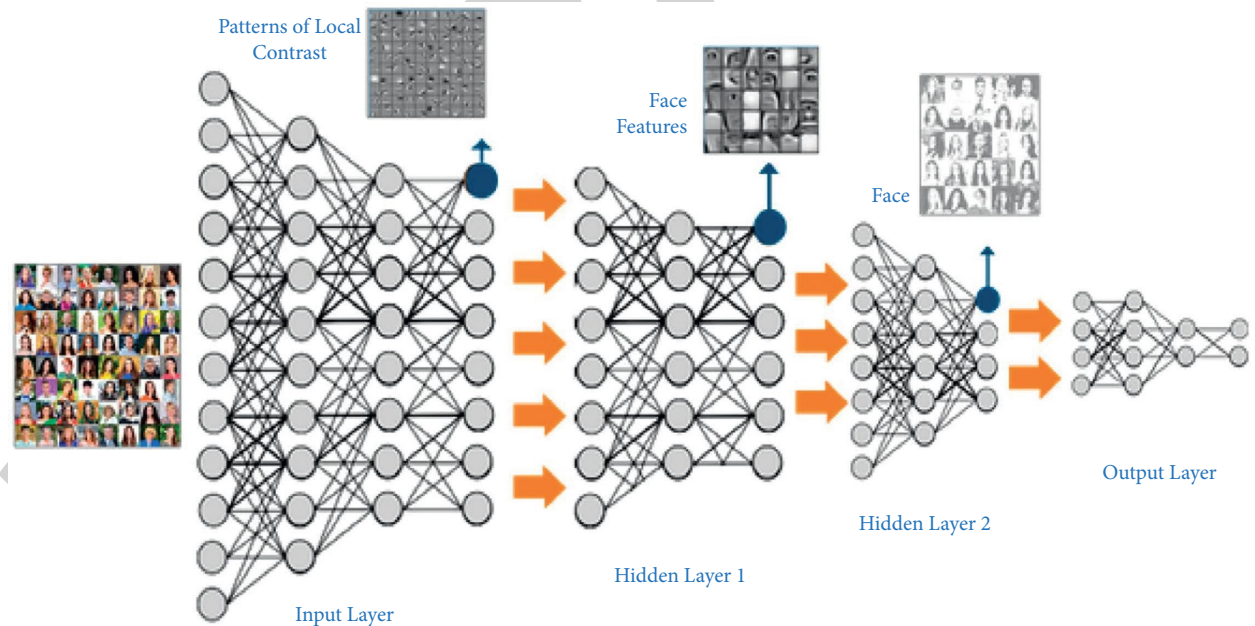 Patterns of Local
Contrast
Face
Features
Face
Output Layer
Hidden Layer 2
Hidden Layer 1
Input Layer